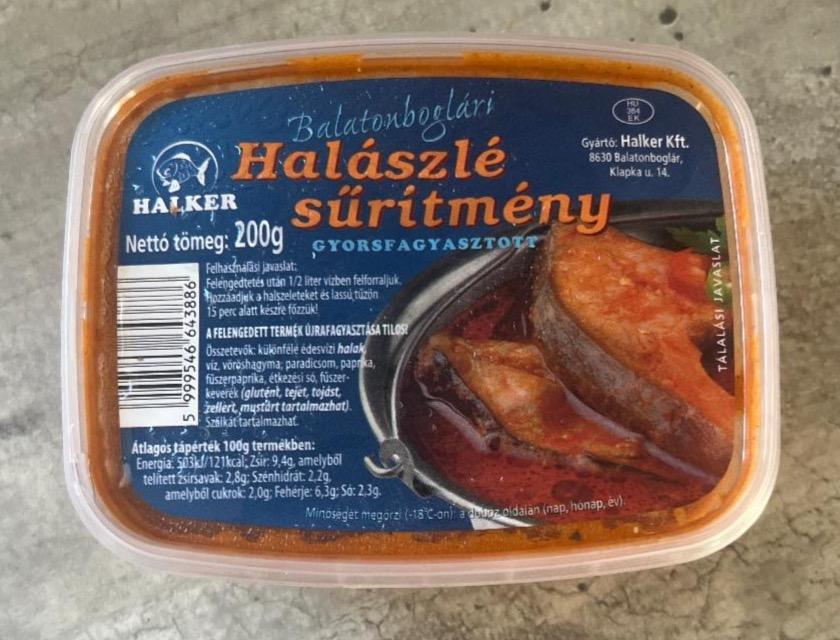 Balatonboglári
Halászlé
sűrítmény
GYORSFAGYASZTOTT
HALKER
Nettó tömeg: 200g
HU
384
EK
Gyártó: Halker Kft.
8630 Balatonboglár,
Klapka u. 14.
Felhasználási javaslat:
Felengedtetés után 1/2 liter vízben felforraljuk.
Hozzáadjuk a halszeleteket és lassú tűzön
15 perc alatt készre főzzük!
A FELENGEDETT TERMÉK ÚJRAFAGYASZTÁSA TILOS!
Összetevők: különféle édesvízi halak,
víz, vöröshagyma, paradicsom, paprika,
fűszerpaprika, étkezési só, fűszer-
keverék (glutént, tejet, tojást,
zellert, mustárt tartalmazhat).
Szálkát tartalmazhat.
5 999546 643886
Átlagos tápérték 100g termékben:
Energia: 503kJ/121kcal; Zsír: 9,4g, amelyből
telített zsírsavak: 2,8g; Szénhidrát: 2,2g,
amelyből cukrok: 2,0g; Fehérje: 6,3g; Só: 2,3g.
Minőségét megőrzi (-18°C-on): a doboz oldalán (nap, hónap, év).
TÁLALÁSI JAVASLAT